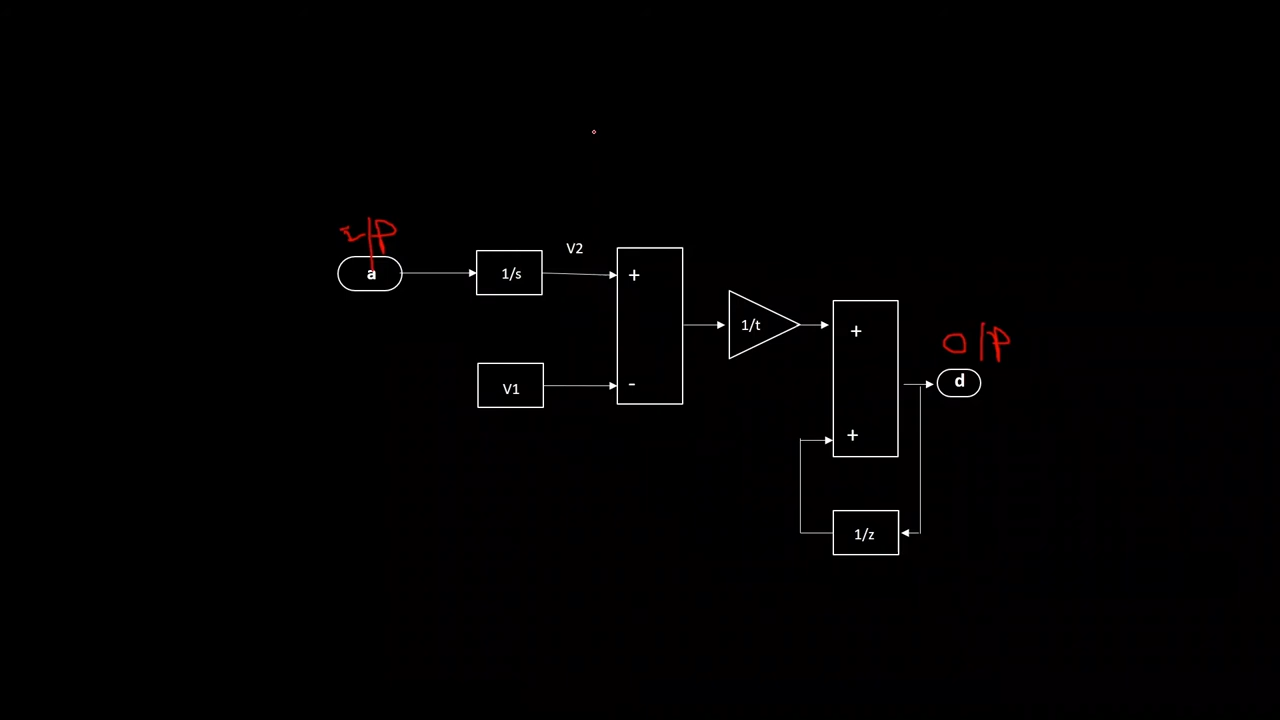 I/P
a
1/s
V2
+
-
V1
1/t
+
+
O/P
d
1/z